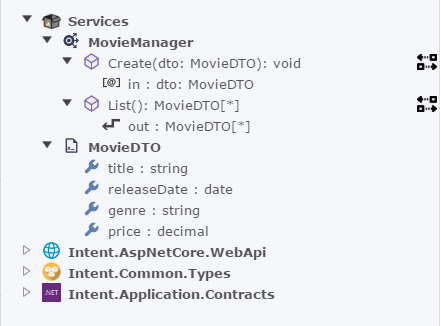 Services
MovieManager
Create(dto: MovieDTO): void
[@] in : dto: MovieDTO
List(): MovieDTO[*]
out : MovieDTO[*]
MovieDTO
title : string
releaseDate : date
genre : string
price : decimal
Intent.AspNetCore.WebApi
Intent.Common.Types
.NET Intent.Application.Contracts